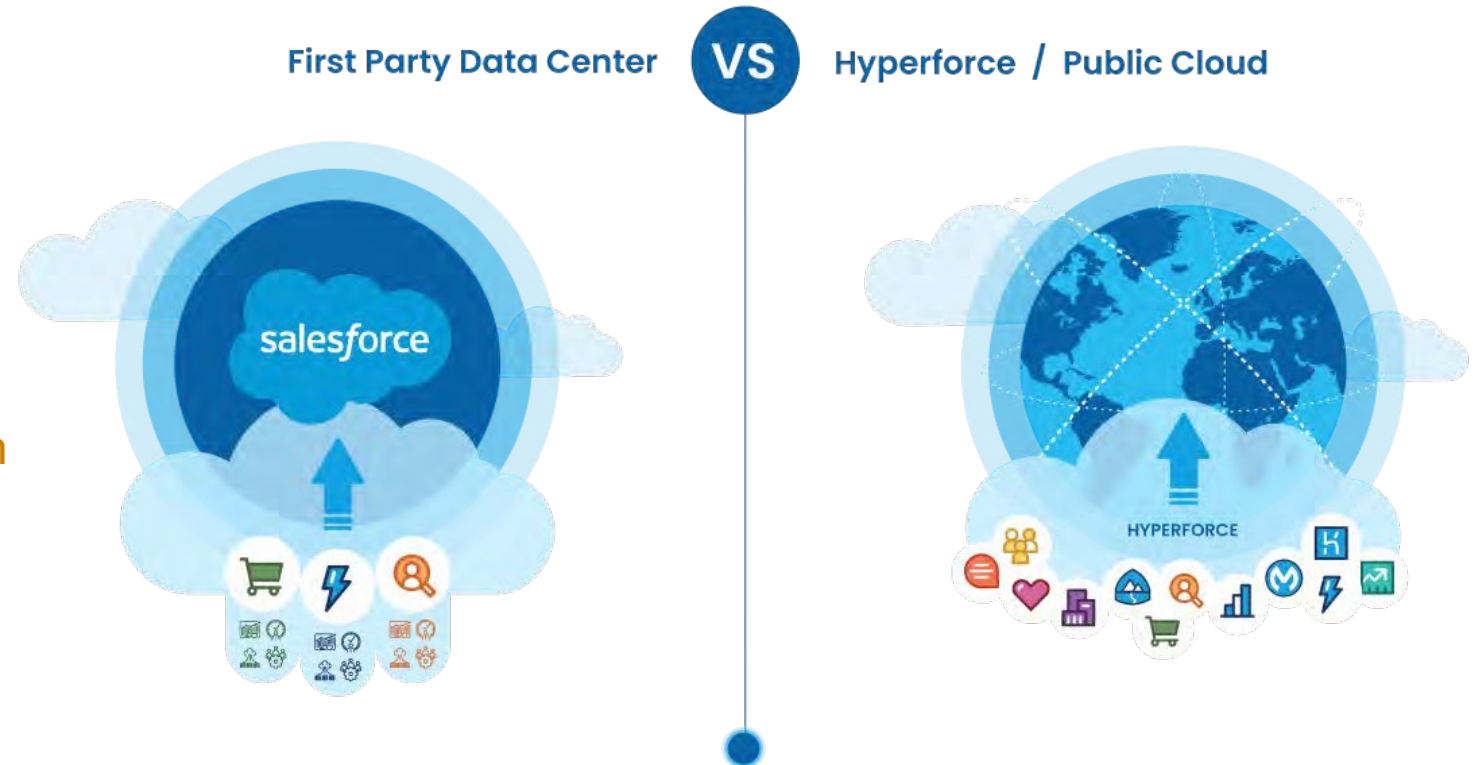 First Party Data Center
VS
Hyperforce / Public Cloud
salesforce
n
HYPERFORCE